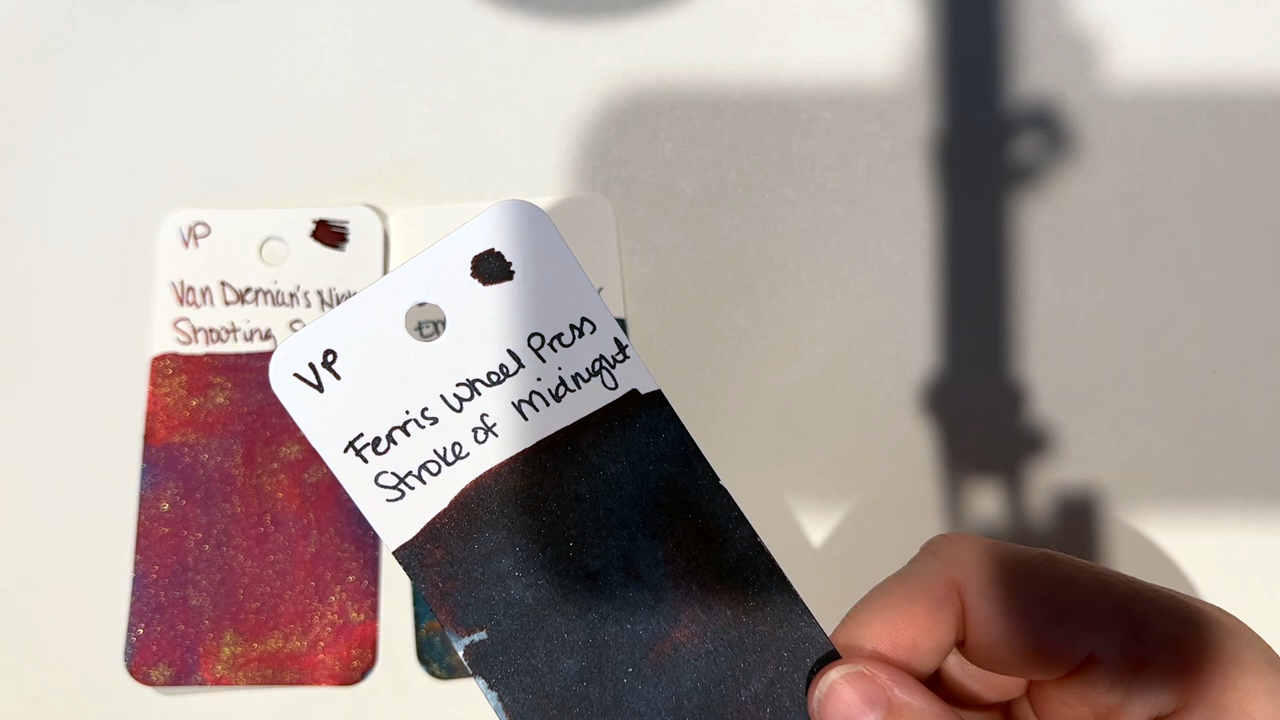 VP
Van Dieman's
Shooting
VP
Ferris Wheel Press
Stroke of Midnight